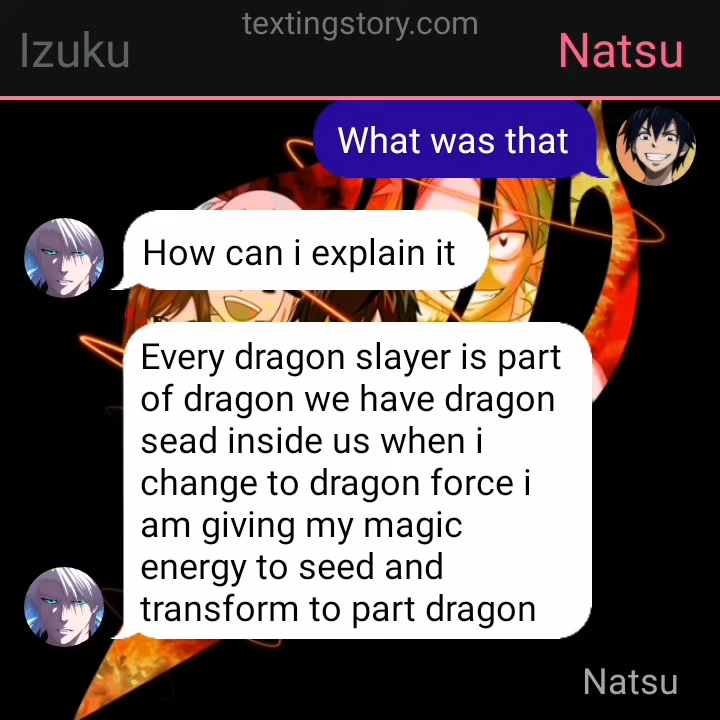 textingstory.com
Izuku
Natsu
What was that
How can i explain it
Every dragon slayer is part
of dragon we have dragon
sead inside us when i
change to dragon force i
am giving my magic
energy to seed and
transform to part dragon
Natsu